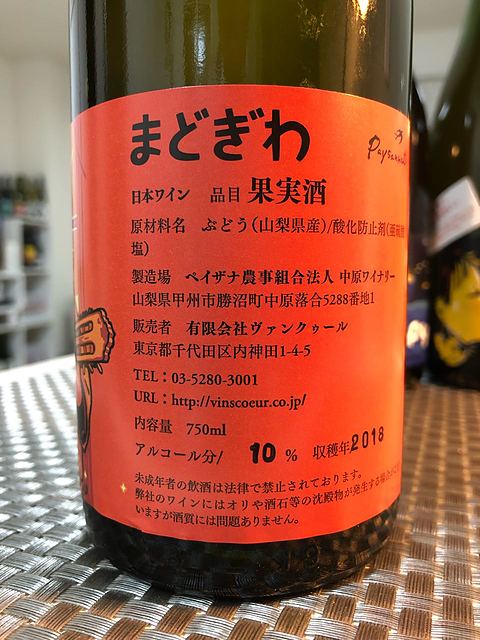 まどぎわ
日本ワイン 品目 果実酒
原材料名 ぶどう(山梨県産)/酸化防止剤(亜硫酸
塩)
製造場 ペイザナ農事組合法人 中原ワイナリー
山梨県甲州市勝沼町中原落合5288番地1
販売者 有限会社ヴァンクゥール
東京都千代田区内神田1-4-5
TEL:03-5280-3001
URL:http://vinscoeur.co.jp/
内容量 750ml
アルコール分/ 10 % 収穫年2018
未成年者の飲酒は法律で禁止されております。
弊社のワインにはオリや酒石等の沈殿物が発生する場合が
いますが酒質には問題ありません。